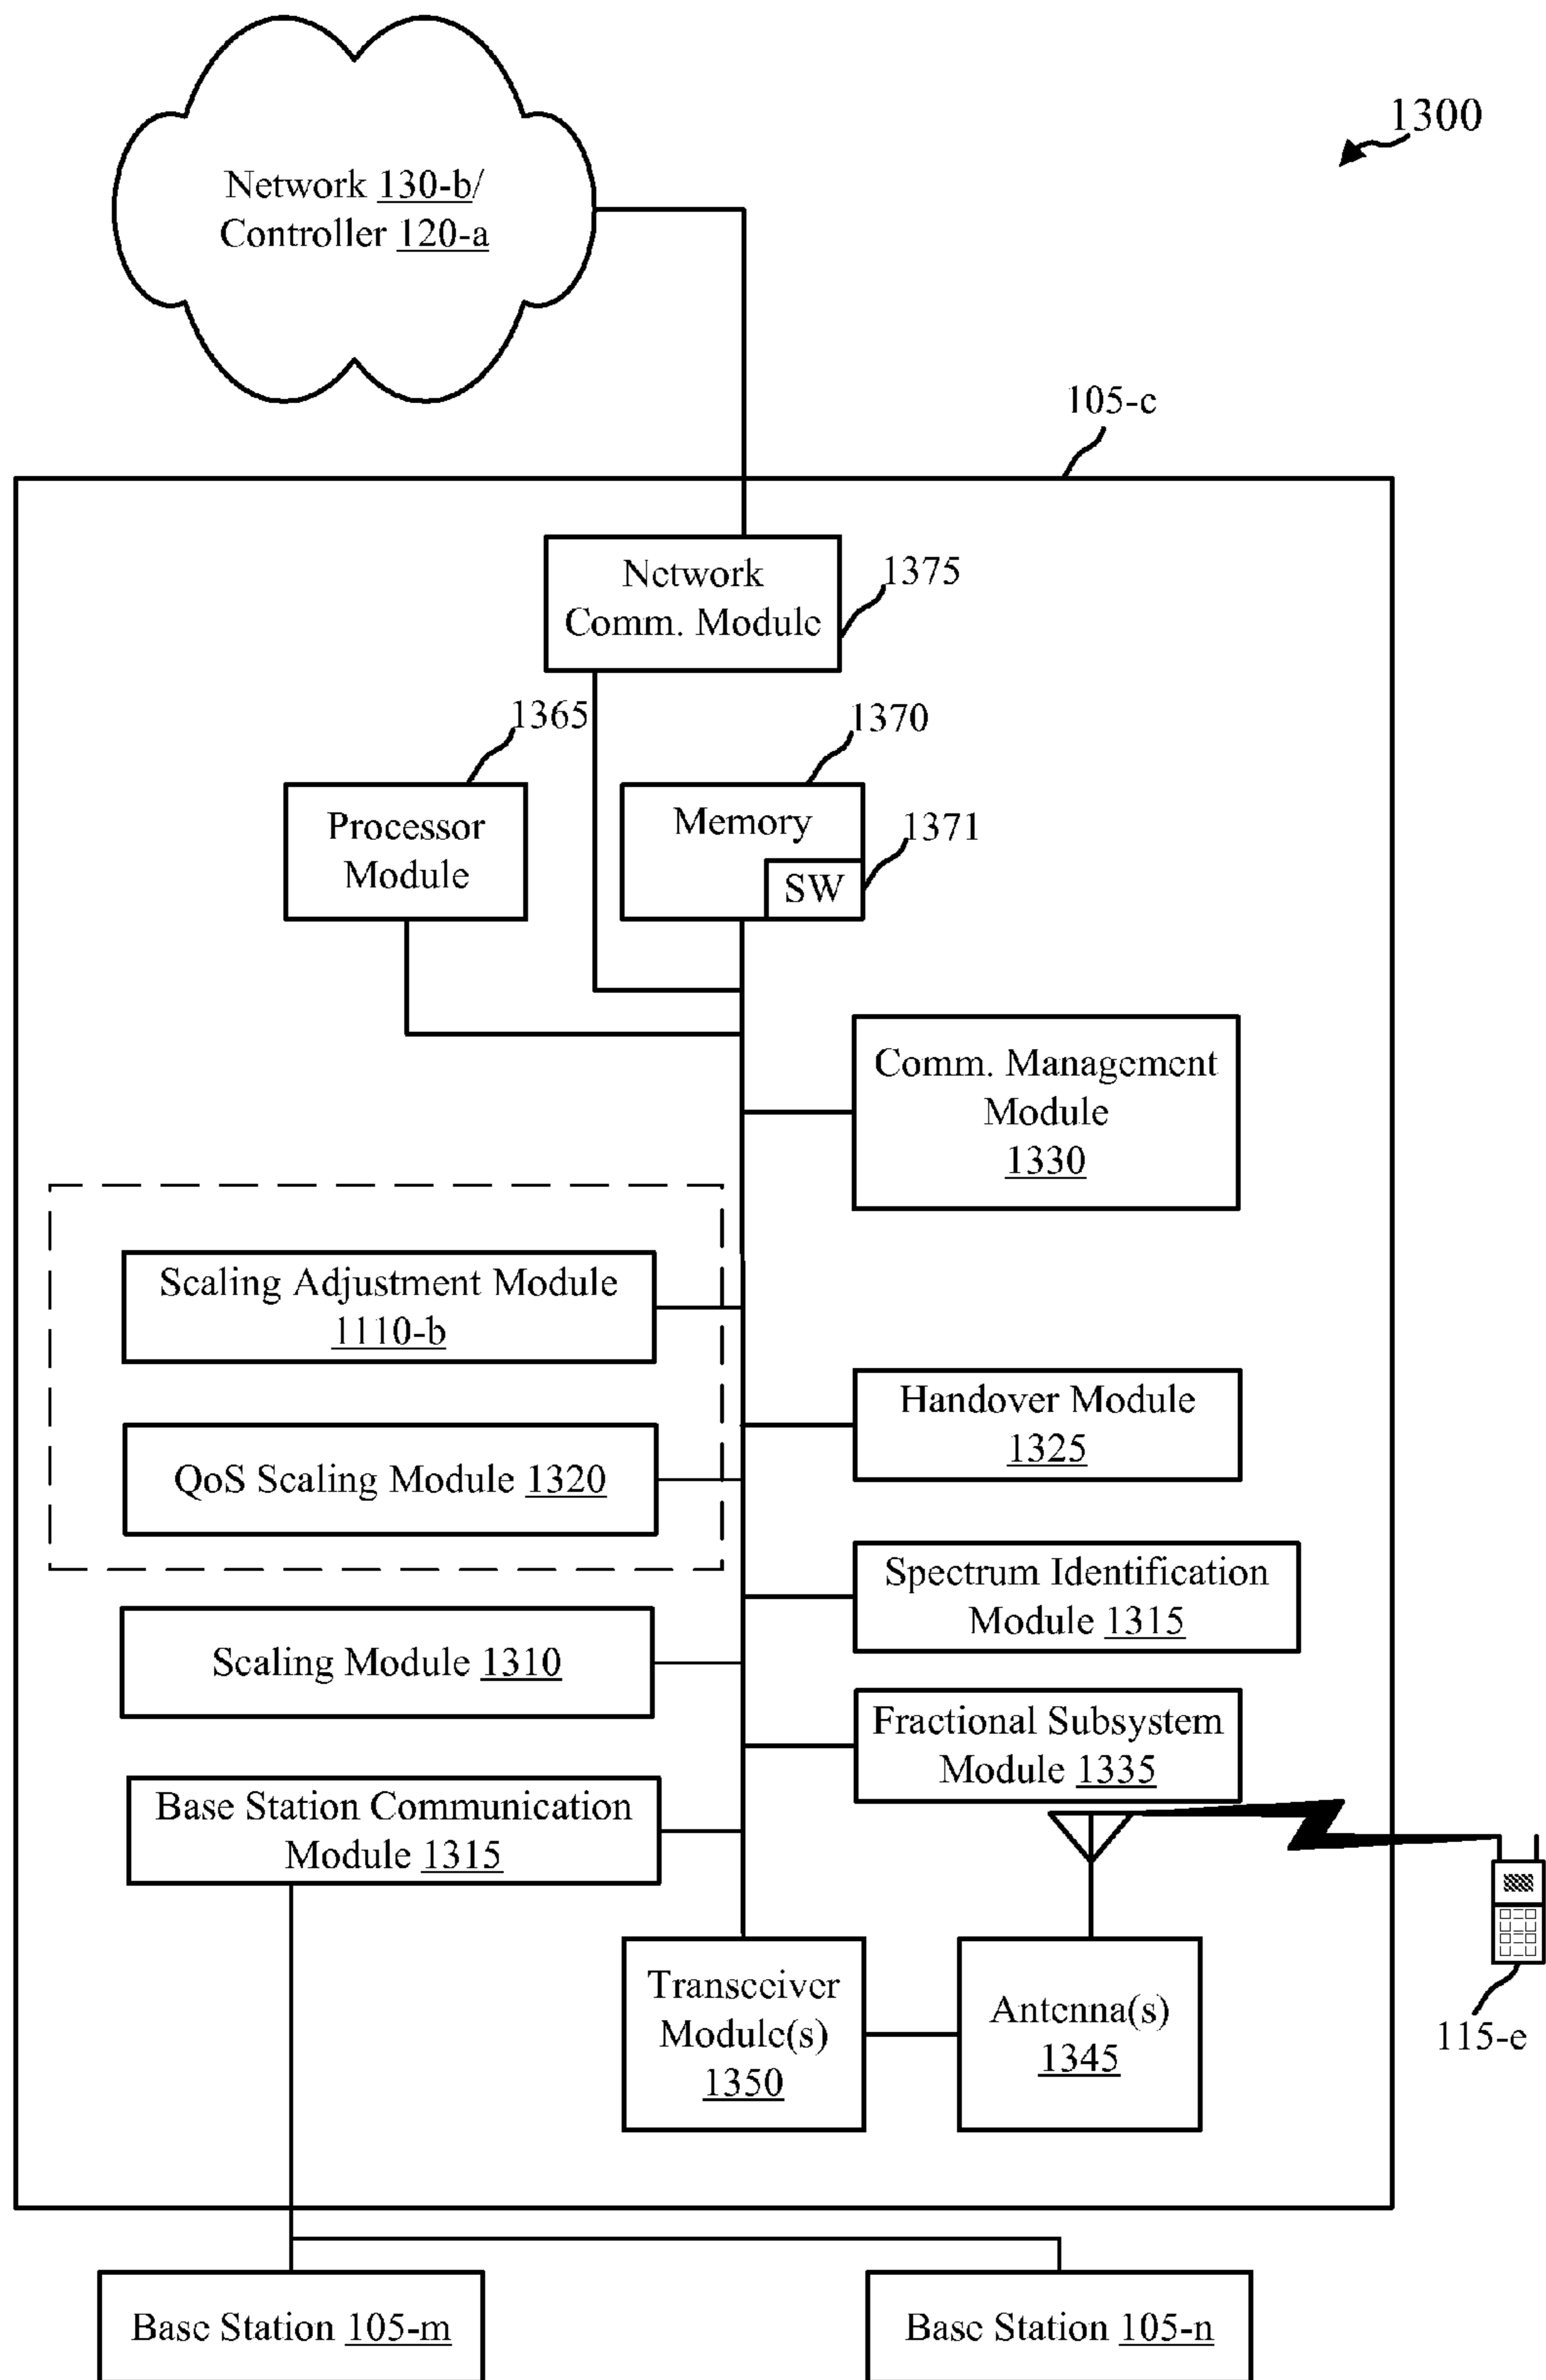 1300
Network 130-b/
Controller 120-a
105-c
Network
Comm. Module
1375
1365
1370
Processor
Module
Memory
1371
SW
Comm. Management
Module
1330
Scaling Adjustment Module
1110-b
Handover Module
1325
QoS Scaling Module 1320
Spectrum Identification
Module 1315
Scaling Module 1310
Fractional Subsystem
Module 1335
Base Station Communication
Module 1315
Transceiver
Module(s)
1350
Antenna(s)
1345
115-e
Base Station 105-m
Base Station 105-n